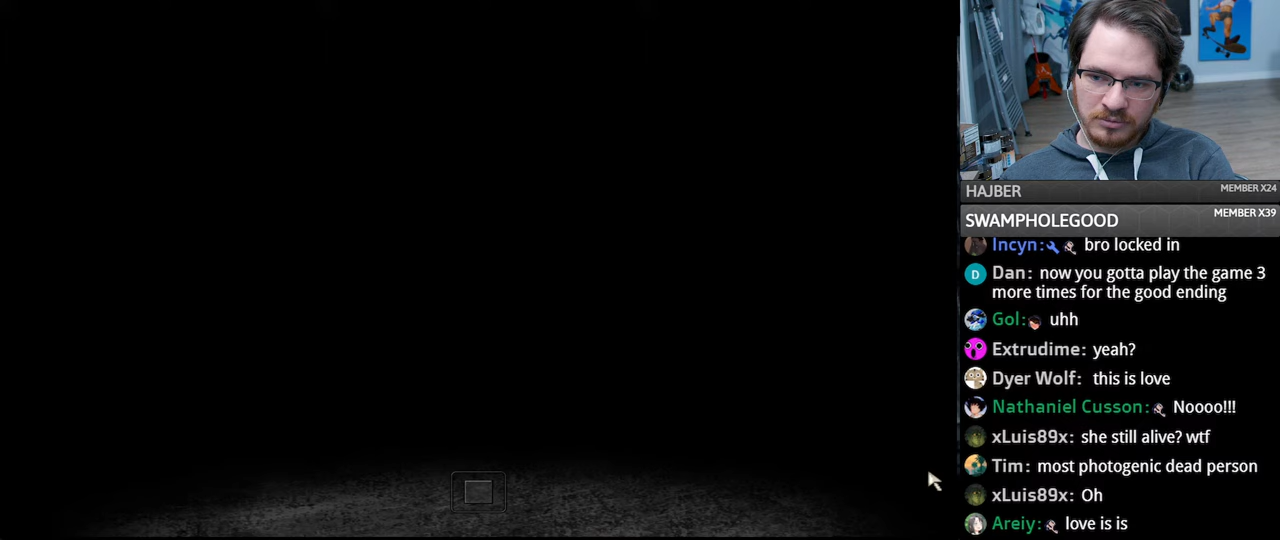 HAJBER MEMBER X24
SWAMPHOLEGOOD MEMBER X39
Incyn: bro locked in
D Dan: now you gotta play the game 3
more times for the good ending
Gol: uhh
Extrudime: yeah?
Dyer Wolf: this is love
Nathaniel Cusson: Noooo!!!
xLuis89x: she still alive? wtf
Tim: most photogenic dead person
xLuis89x: Oh
Areiy: love is is